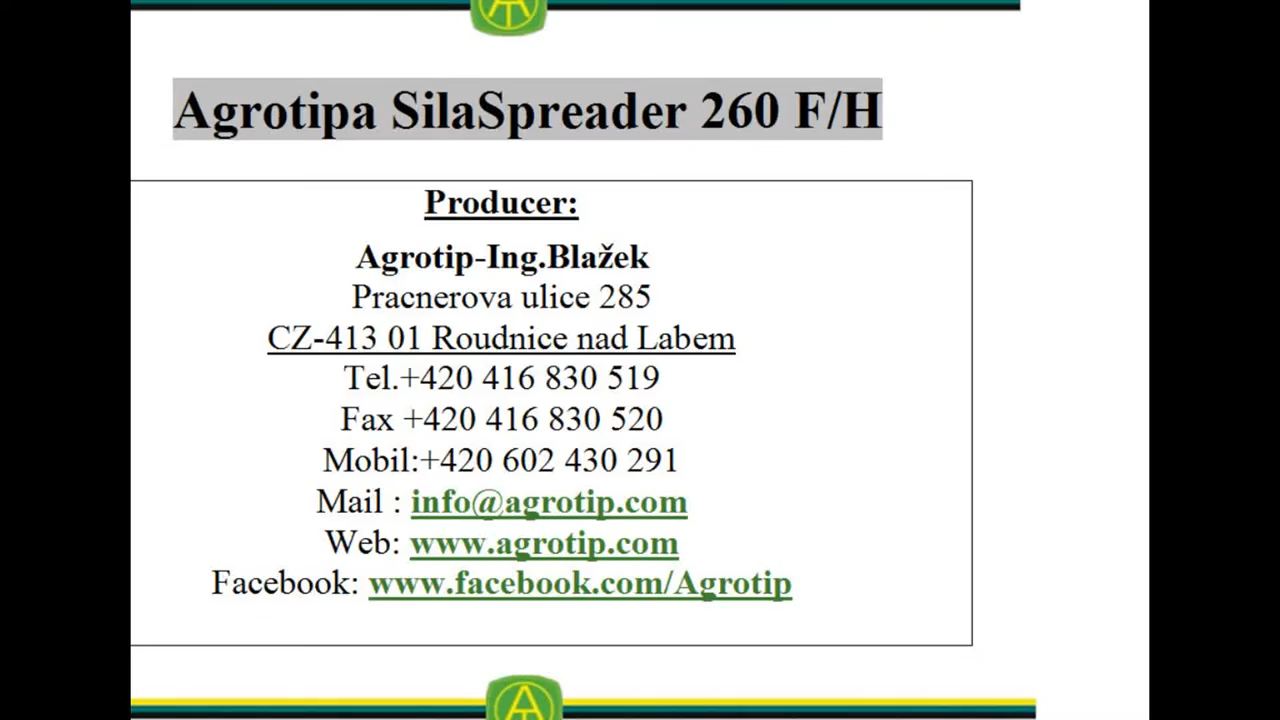 Agrotipa SilaSpreader 260 F/H
Producer:
Agrotip-Ing.Blažek
Pracnerova ulice 285
CZ-413 01 Roudnice nad Labem
Tel.+420 416 830 519
Fax +420 416 830 520
Mobil:+420 602 430 291
Mail : info@agrotip.com
Web: www.agrotip.com
Facebook: www.facebook.com/Agrotip